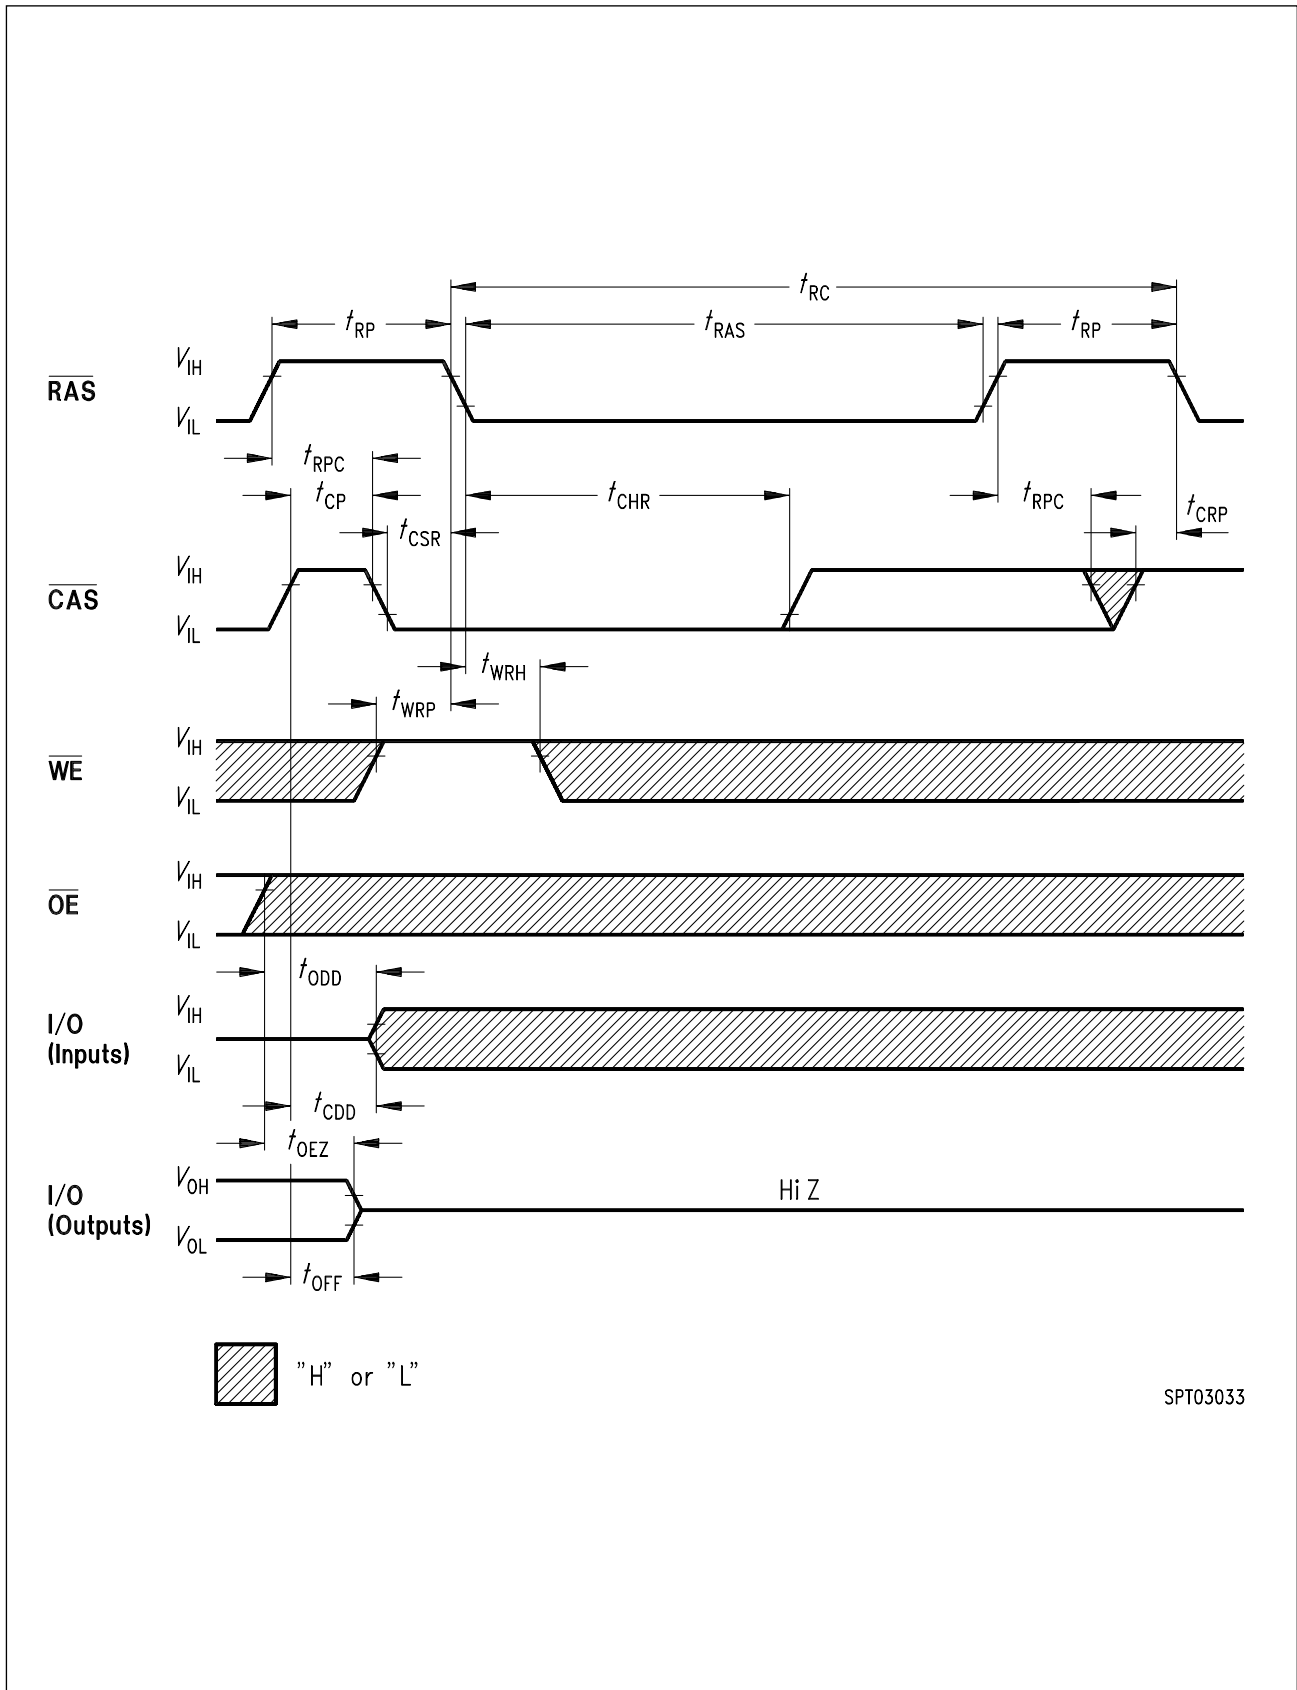 tRC
tRP tRAS tRP
RAS VIH
VIL
tRPC
tCP tCHR tRPC tCRP
tCSR
CAS VIH
VIL
tWRH
tWRP
WE VIH
VIL
OE VIH
VIL
tODD
I/O
(Inputs) VIH
VIL
tCDD
tOEZ
I/O
(Outputs) VOH
VOL
Hi Z
tOFF
"H" or "L"
SPT03033